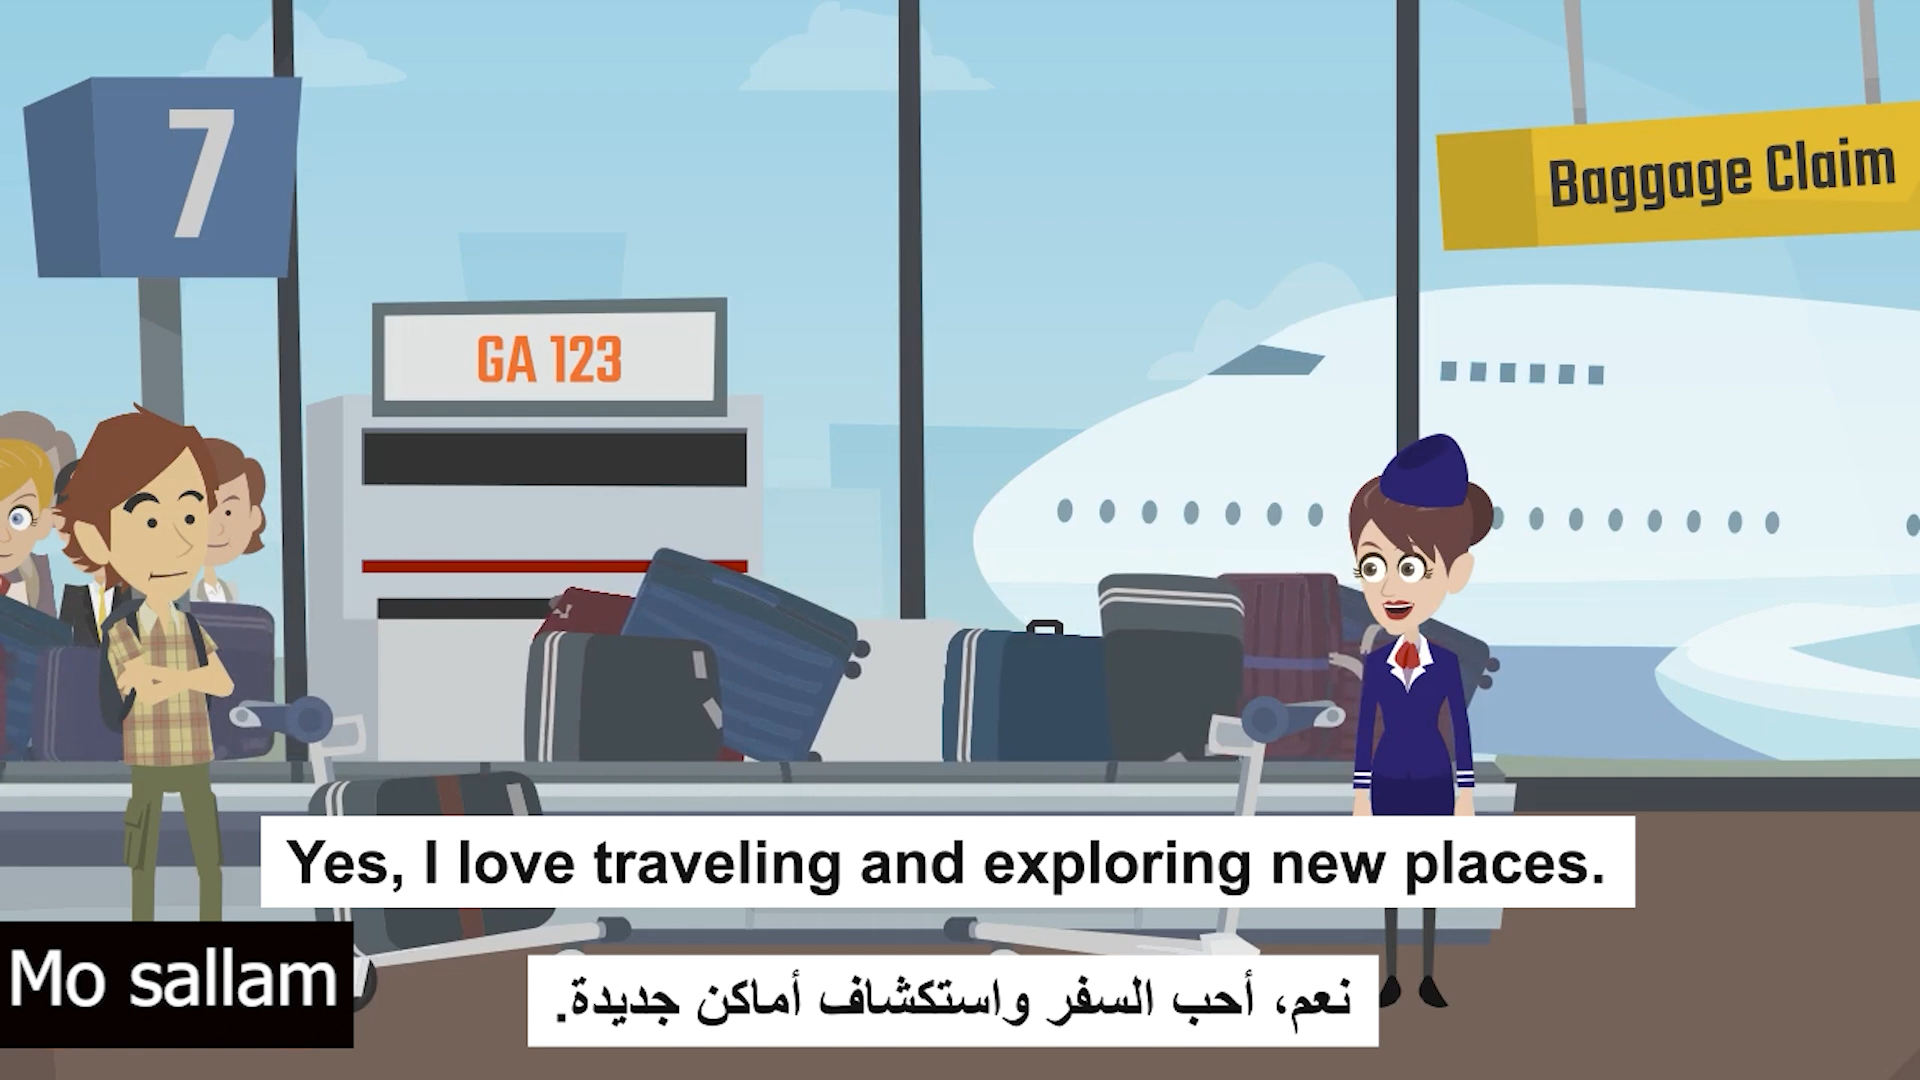 7
Baggage Claim
GA 123
Yes, I love traveling and exploring new places.
Mo sallam
نعم، أحب السفر واستكشاف أماكن جديدة.